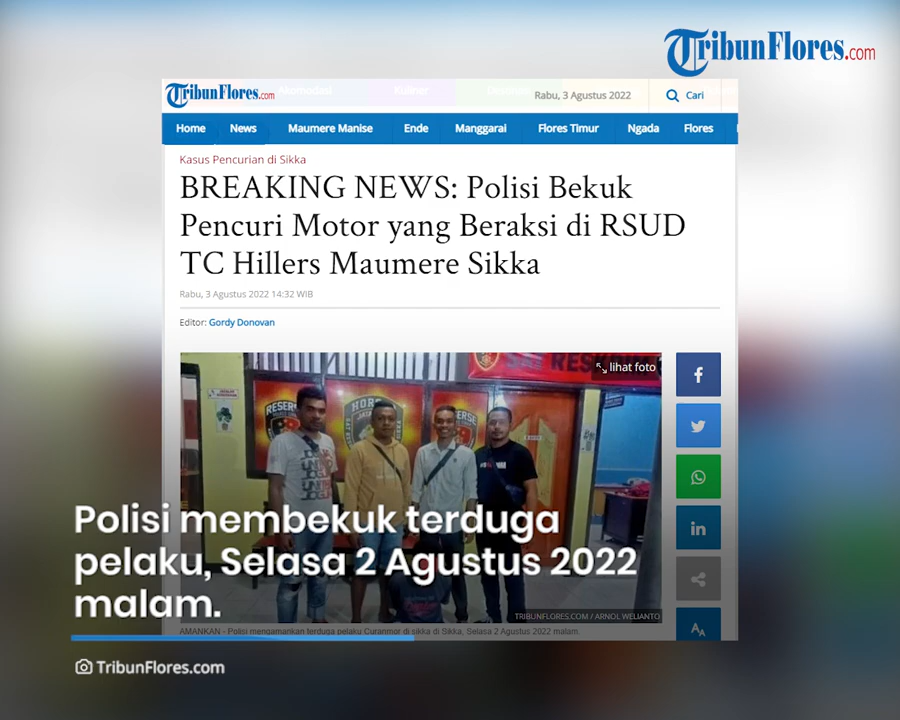 TribunFlores.com
TribunFlores.com
Akomodasi Kuliner
Rabu, 3 Agustus 2022
Cari
Home News Maumere Manise Ende Manggarai Flores Timur Ngada Flores
Kasus Pencurian di Sikka
BREAKING NEWS: Polisi Bekuk
Pencuri Motor yang Beraksi di RSUD
TC Hillers Maumere Sikka
Rabu, 3 Agustus 2022 14:32 WIB
Editor: Gordy Donovan
lihat foto
Polisi membekuk terduga
pelaku, Selasa 2 Agustus 2022
malam.
TRIBUNFLORES.COM / ARNOL WELIANTO
AMANKAN - Polisi mengamankan terduga pelaku Curanmor di sikka di Sikka, Selasa 2 Agustus 2022 malam.
TribunFlores.com